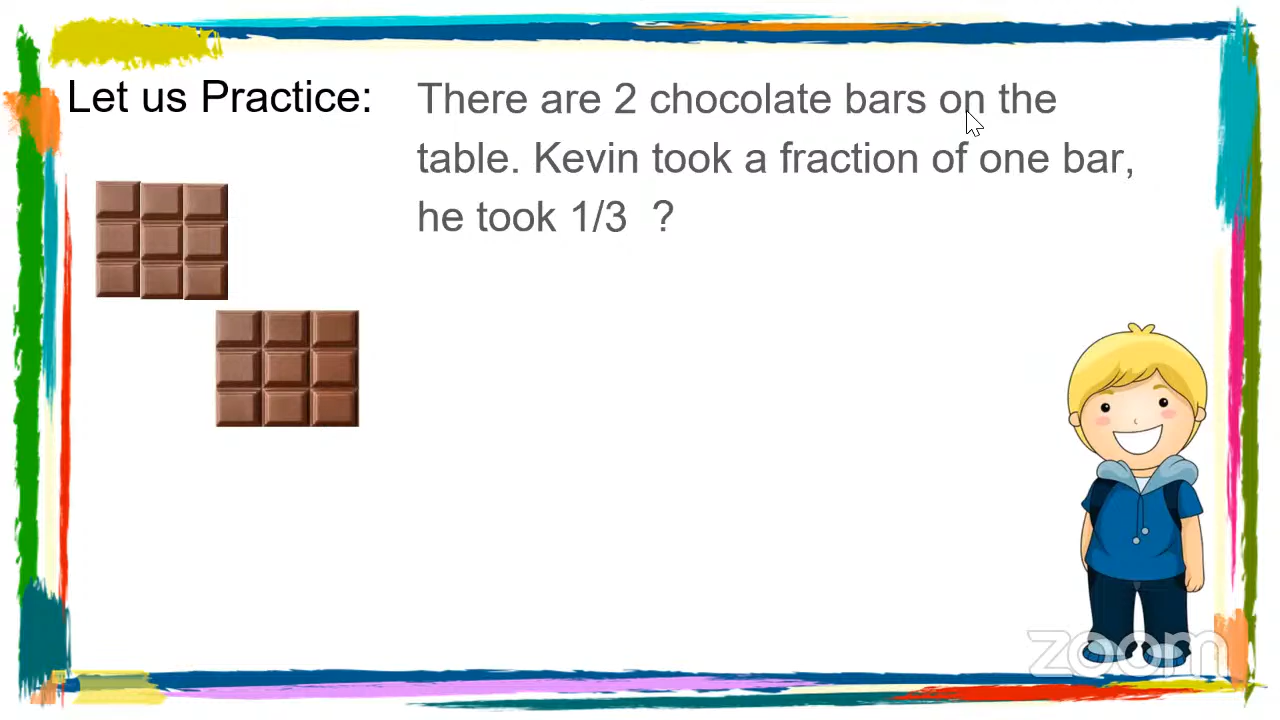 Let us Practice:
There are 2 chocolate bars on the
table. Kevin took a fraction of one bar,
he took 1/3  ?
zoom